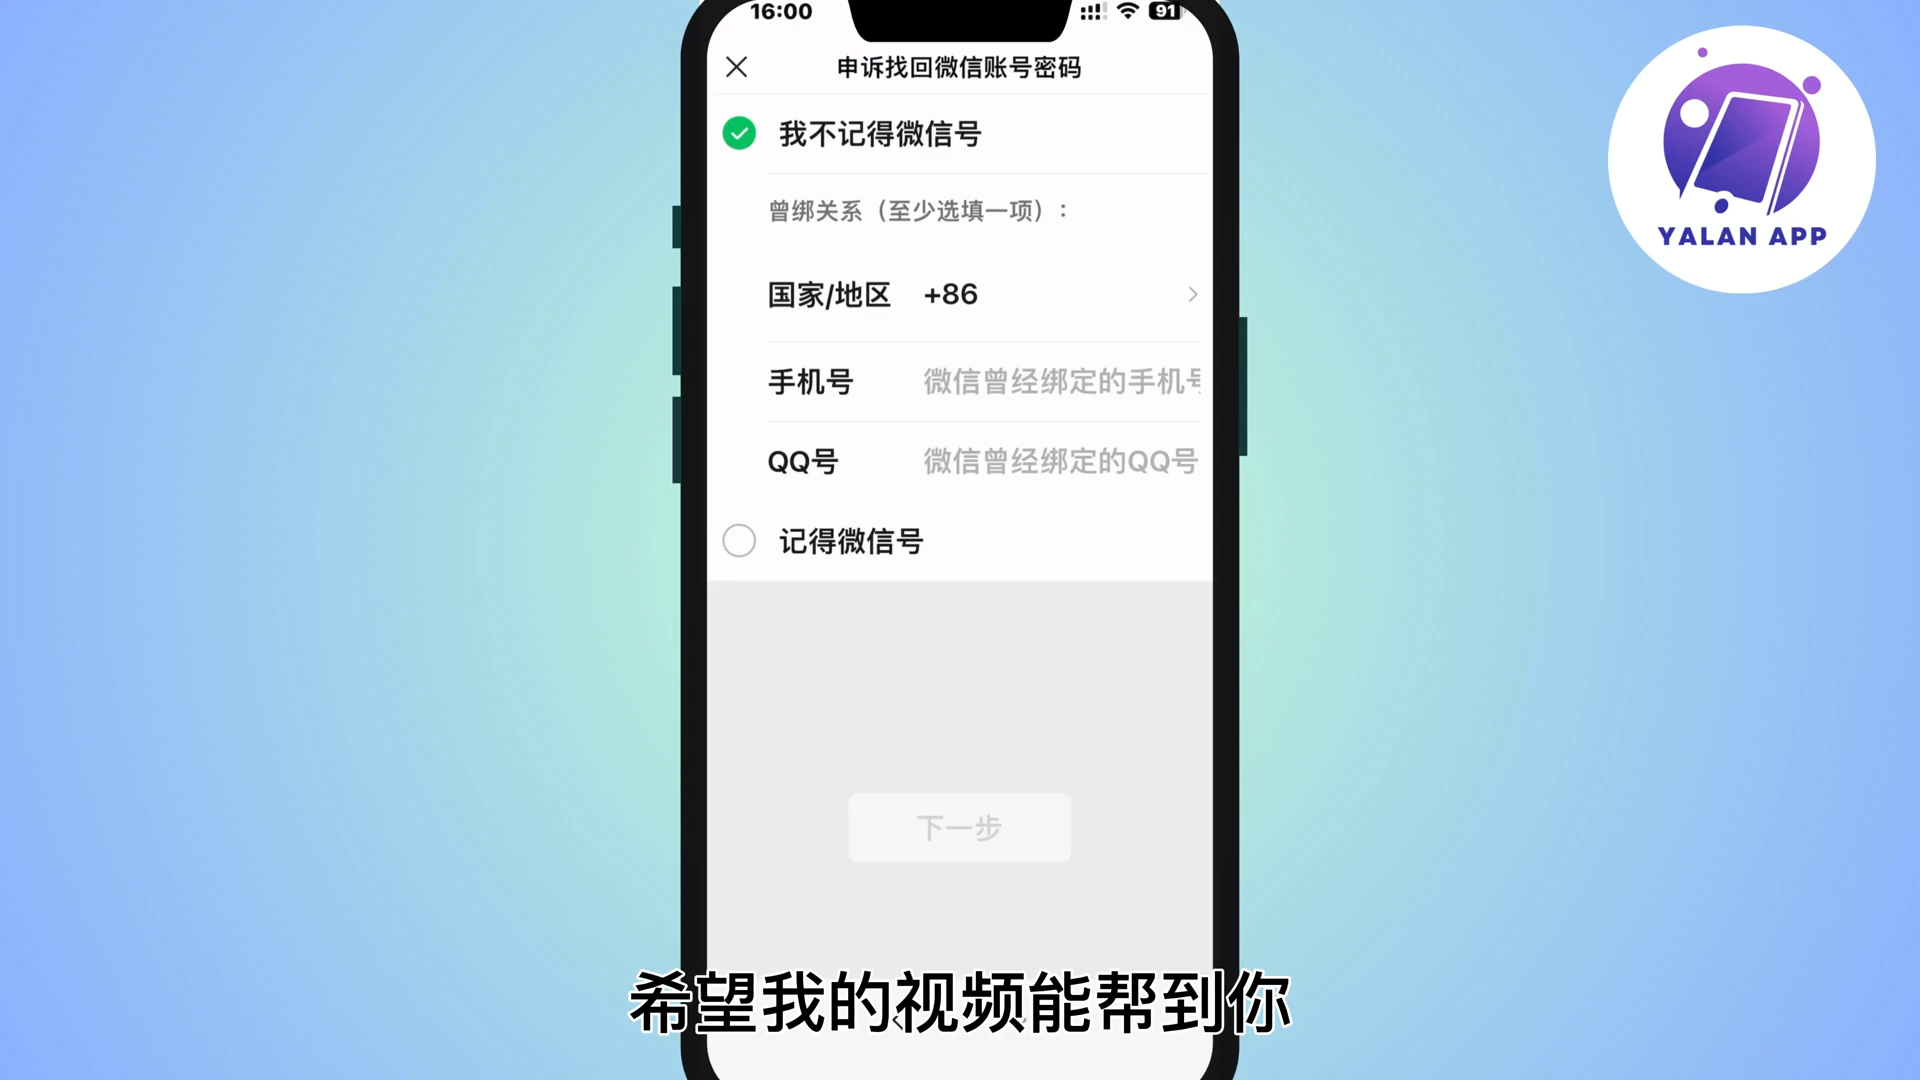 16:00
91
申诉找回微信账号密码
我不记得微信号
曾绑关系（至少选填一项）：
国家/地区 +86
手机号 微信曾经绑定的手机号
QQ号 微信曾经绑定的QQ号
记得微信号
下一步
希望我的视频能帮到你
YALAN APP